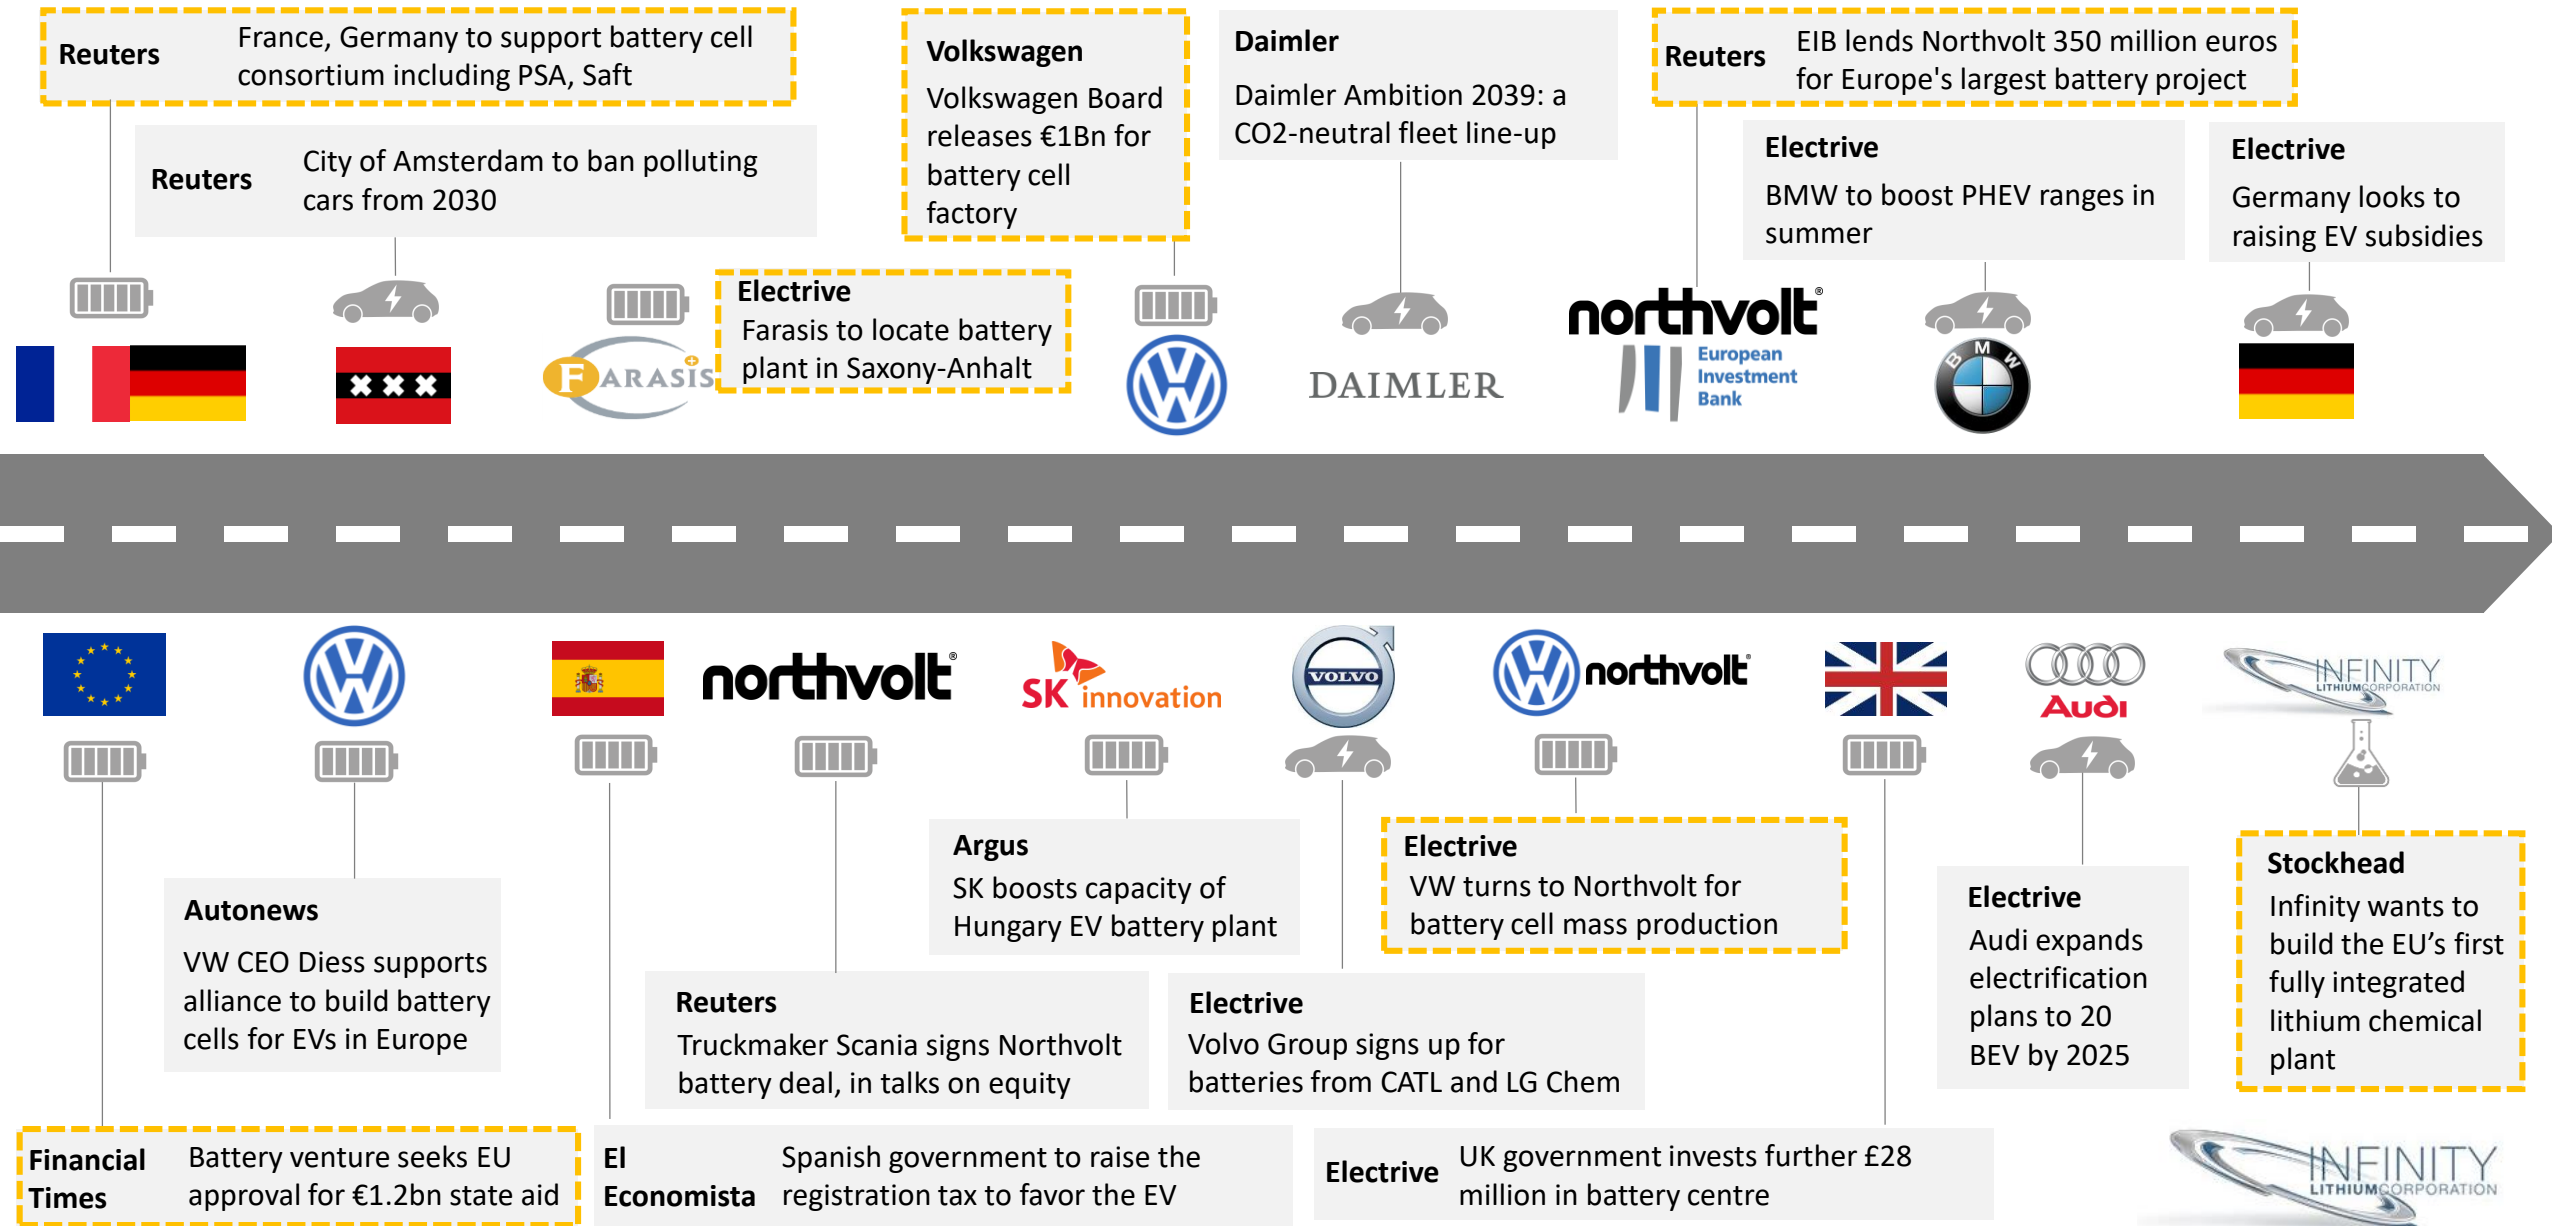 Reuters
France, Germany to support battery cell
consortium including PSA, Saft
Reuters
City of Amsterdam to ban polluting
cars from 2030
Electrive
Farasis to locate battery
plant in Saxony-Anhalt
Volkswagen
Volkswagen Board
releases €1Bn for
battery cell
factory
Daimler
Daimler Ambition 2039: a
CO2-neutral fleet line-up
Reuters
EIB lends Northvolt 350 million euros
for Europe's largest battery project
Electrive
BMW to boost PHEV ranges in
summer
Electrive
Germany looks to
raising EV subsidies
FARASIS
VW
DAIMLER
northvolt®
European
Investment
Bank
BMW
VW
northvolt®
SK innovation
VOLVO
VW
northvolt®
Audi
INFINITY
LITHIUMCORPORATION
Financial
Times
Battery venture seeks EU
approval for €1.2bn state aid
Autonews
VW CEO Diess supports
alliance to build battery
cells for EVs in Europe
El
Economista
Spanish government to raise the
registration tax to favor the EV
Reuters
Truckmaker Scania signs Northvolt
battery deal, in talks on equity
Argus
SK boosts capacity of
Hungary EV battery plant
Electrive
Volvo Group signs up for
batteries from CATL and LG Chem
Electrive
VW turns to Northvolt for
battery cell mass production
Electrive
UK government invests further £28
million in battery centre
Electrive
Audi expands
electrification
plans to 20
BEV by 2025
Stockhead
Infinity wants to
build the EU’s first
fully integrated
lithium chemical
plant
INFINITY
LITHIUMCORPORATION